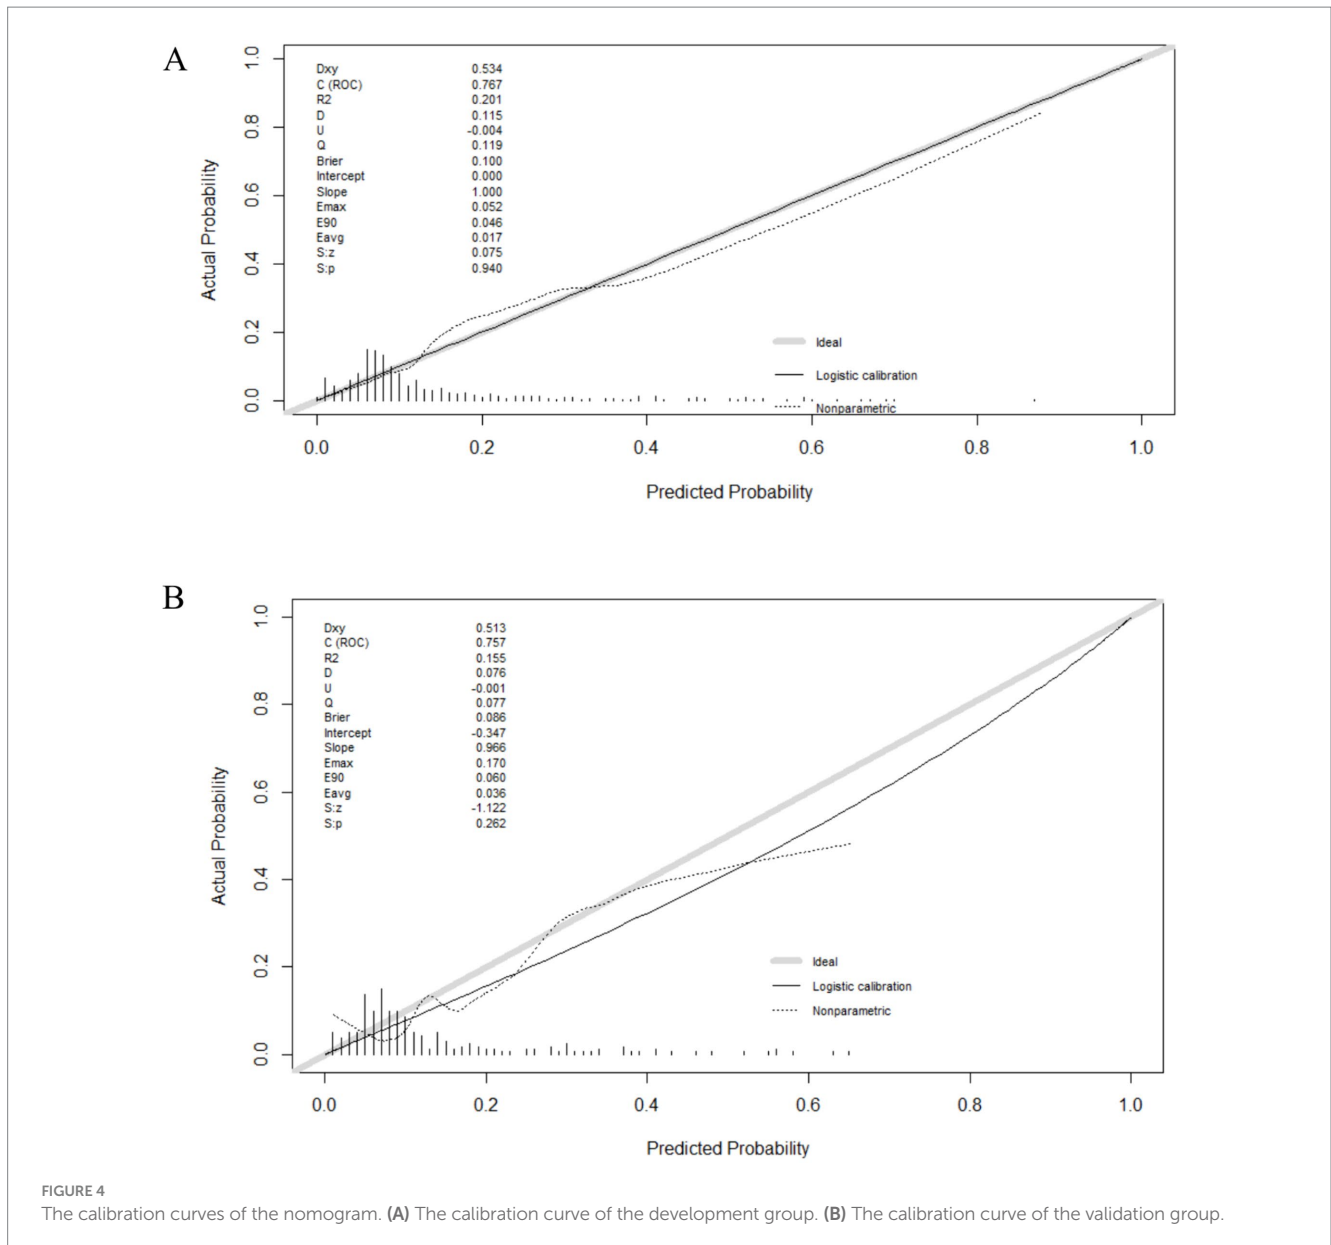 A
Dxy 0.534
C (ROC) 0.767
R2 0.201
D 0.115
U -0.004
Q 0.119
Brier 0.100
Intercept 0.000
Slope 1.000
Emax 0.052
E90 0.046
Eavg 0.017
S:z 0.075
S:p 0.940
Actual Probability
1.0
0.8
0.6
0.4
0.2
0.0
Ideal
Logistic calibration
Nonparametric
0.0 0.2 0.4 0.6 0.8 1.0
Predicted Probability
B
Dxy 0.513
C (ROC) 0.757
R2 0.155
D 0.076
U -0.001
Q 0.077
Brier 0.086
Intercept -0.347
Slope 0.966
Emax 0.170
E90 0.060
Eavg 0.036
S:z -1.122
S:p 0.262
Actual Probability
1.0
0.8
0.6
0.4
0.2
0.0
Ideal
Logistic calibration
Nonparametric
0.0 0.2 0.4 0.6 0.8 1.0
Predicted Probability
FIGURE 4
The calibration curves of the nomogram. (A) The calibration curve of the development group. (B) The calibration curve of the validation group.